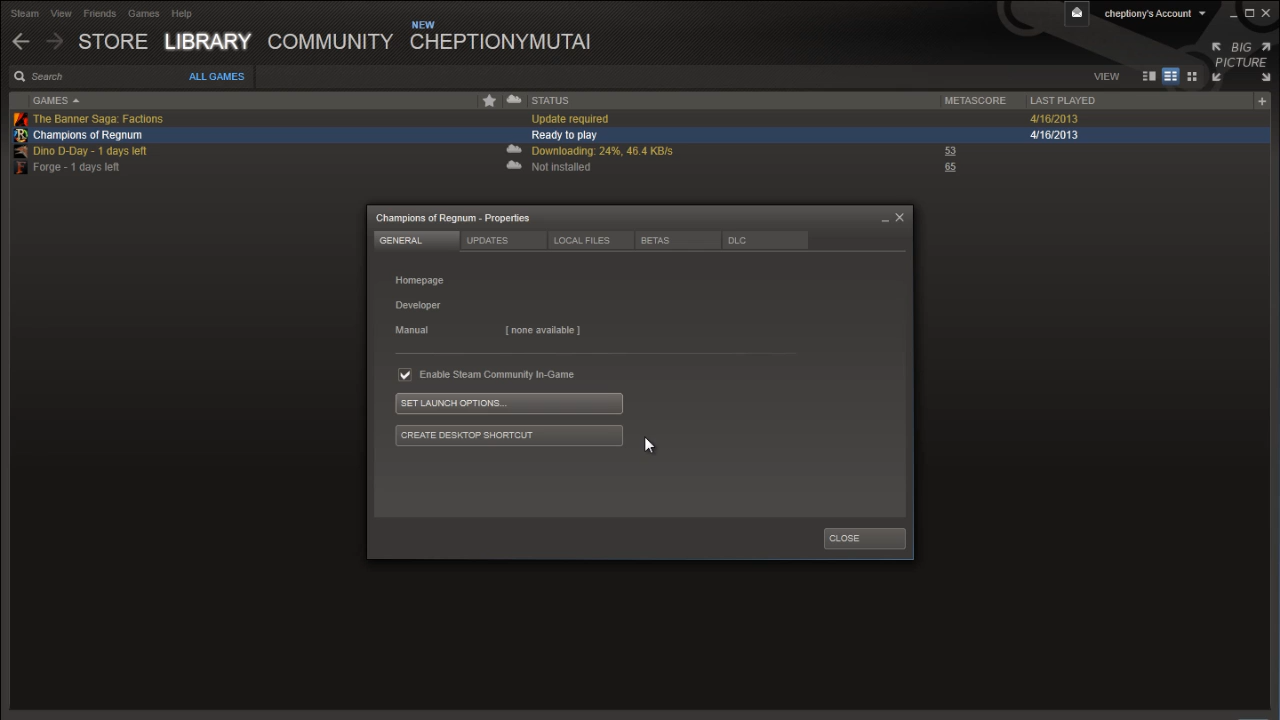 Steam View Friends Games Help
cheptiony's Account
NEW
STORE LIBRARY COMMUNITY CHEPTIONYMUTAI
BIG PICTURE
Search ALL GAMES VIEW
GAMES STATUS METASCORE LAST PLAYED +
The Banner Saga: Factions Update required 4/16/2013
Champions of Regnum Ready to play 4/16/2013
Dino D-Day - 1 days left Downloading: 24%, 46.4 KB/s 53
Forge - 1 days left Not installed 65
Champions of Regnum - Properties
GENERAL UPDATES LOCAL FILES BETAS DLC
Homepage
Developer
Manual [ none available ]
Enable Steam Community In-Game
SET LAUNCH OPTIONS...
CREATE DESKTOP SHORTCUT
CLOSE